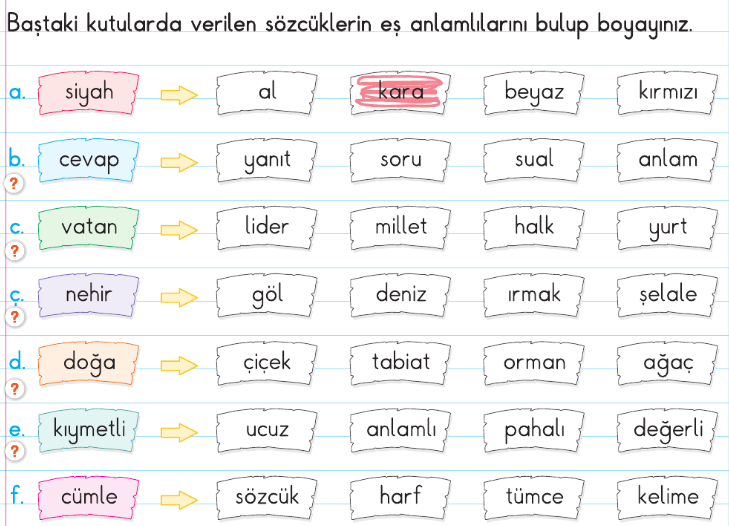 Baştaki kutularda verilen sözcüklerin eş anlamlılarını bulup boyayınız.
a. siyah al kara beyaz kırmızı
b. cevap yanıt soru sual anlam
?
c. vatan lider millet halk yurt
?
ç. nehir göl deniz ırmak şelale
?
d. doğa çiçek tabiat orman ağaç
?
e. kıymetli ucuz anlamlı pahalı değerli
?
f. cümle sözcük harf tümce kelime